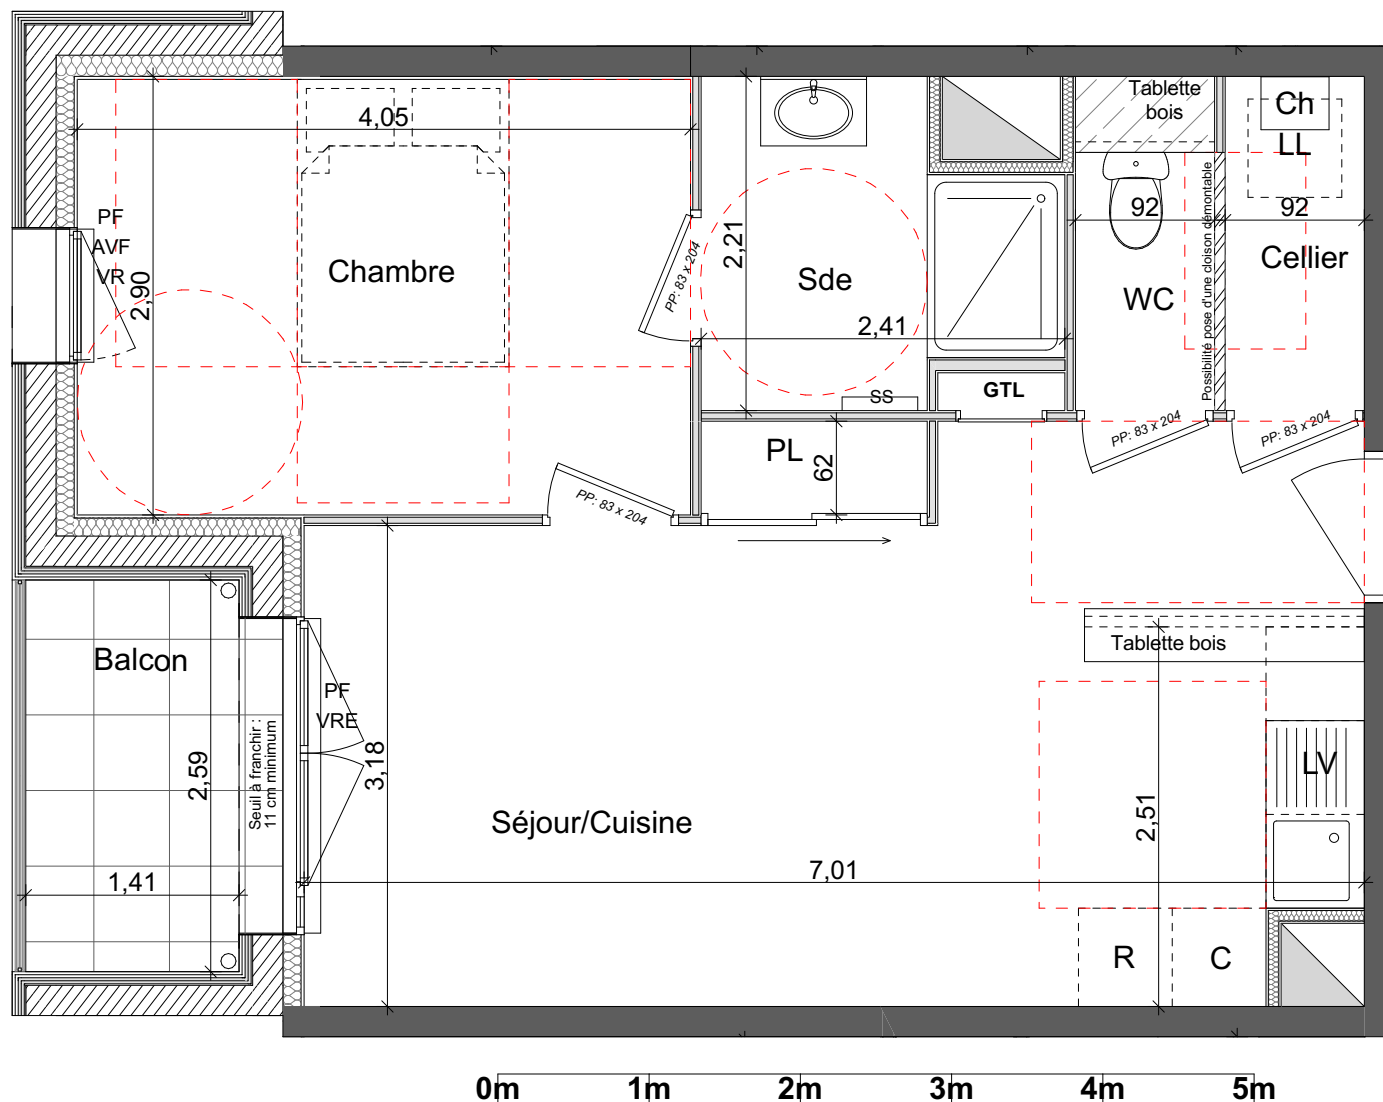 Tablette
bois
Ch
LL
4,05
92
92
PF
AVF
VR
2,90
Chambre
PP: 83 x 204
2,21
Sde
2,41
WC
Possibilité pose d'une cloison démontable
Cellier
SS
GTL
PL
62
PP: 83 x 204
PP: 83 x 204
PP: 83 x 204
Balcon
2,59
1,41
Seuil à franchir :
11 cm minimum
PF
VRE
3,18
Séjour/Cuisine
7,01
Tablette bois
2,51
LV
R
C
0m 1m 2m 3m 4m 5m